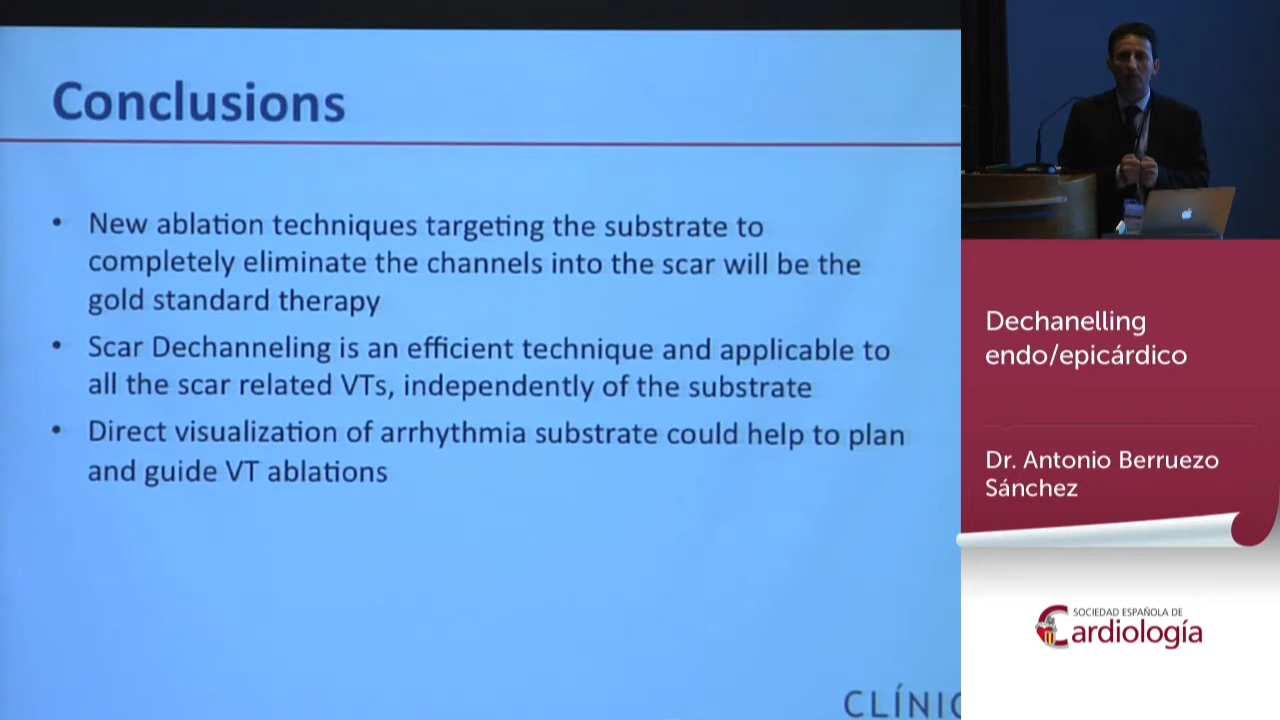 Conclusions
• New ablation techniques targeting the substrate to
completely eliminate the channels into the scar will be the
gold standard therapy
• Scar Dechanneling is an efficient technique and applicable to
all the scar related VTs, independently of the substrate
• Direct visualization of arrhythmia substrate could help to plan
and guide VT ablations
CLÍNIC
Dechanelling
endo/epicárdico
Dr. Antonio Berruezo
Sánchez
SOCIEDAD ESPAÑOLA DE
Cardiología